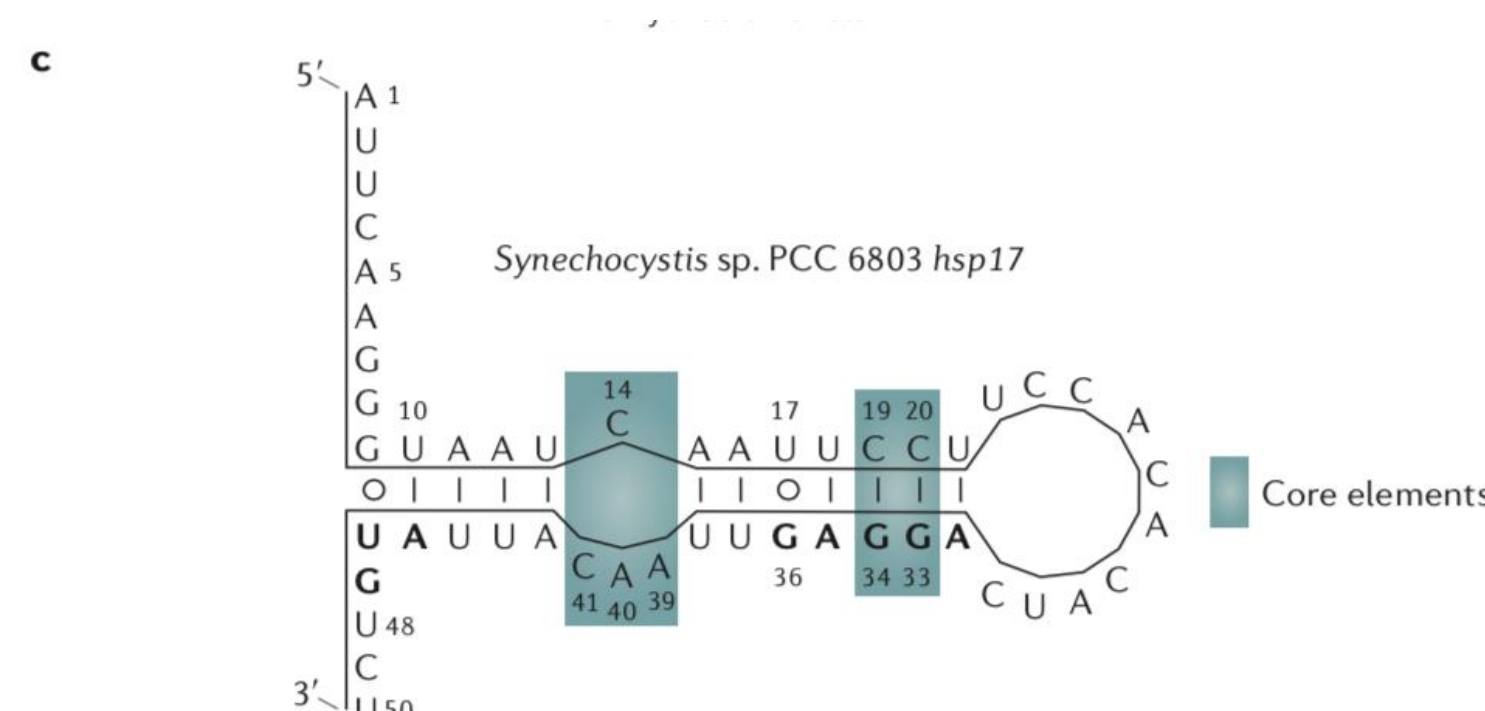 c
5′
A 1
U
U
C
A 5
A
G
G 10
G U A A U
14
C
A A U U C C U
17
19 20
U C C A C A C A U C
U A U U A
C A A
41 40 39
U U G A G G A
36
34 33
G
U 48
C
U 50
3′
Synechocystis sp. PCC 6803 hsp17
Core elements